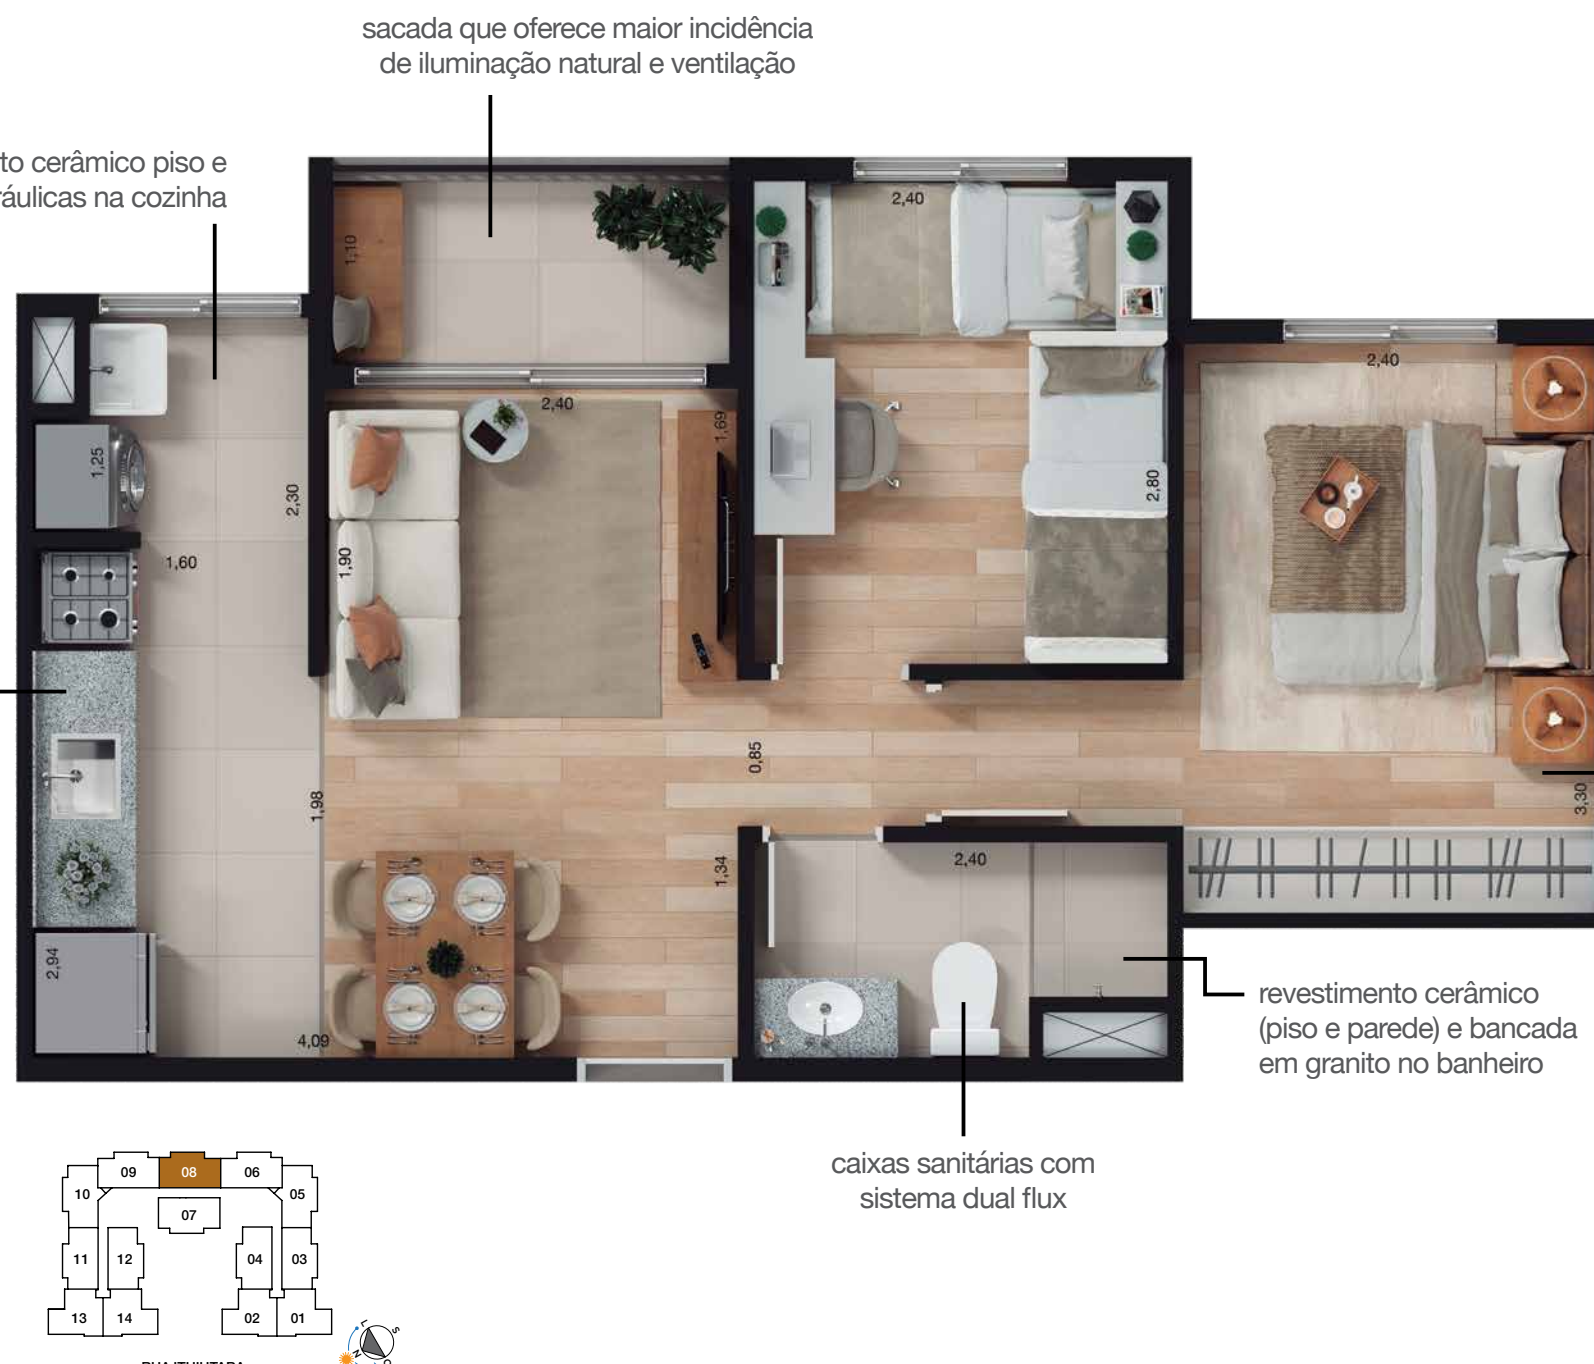 sacada que oferece maior incidência
de iluminação natural e ventilação
to cerâmico piso e
ráulicas na cozinha
2,40
1,10
2,40
2,40
1,69
1,25
2,30
2,80
1,60
1,90
0,85
3,30
1,98
1,34
2,40
2,94
4,09
revestimento cerâmico
(piso e parede) e bancada
em granito no banheiro
caixas sanitárias com
sistema dual flux
09 08 06
10 05
07
11 12 04 03
13 14 02 01
L S
N O